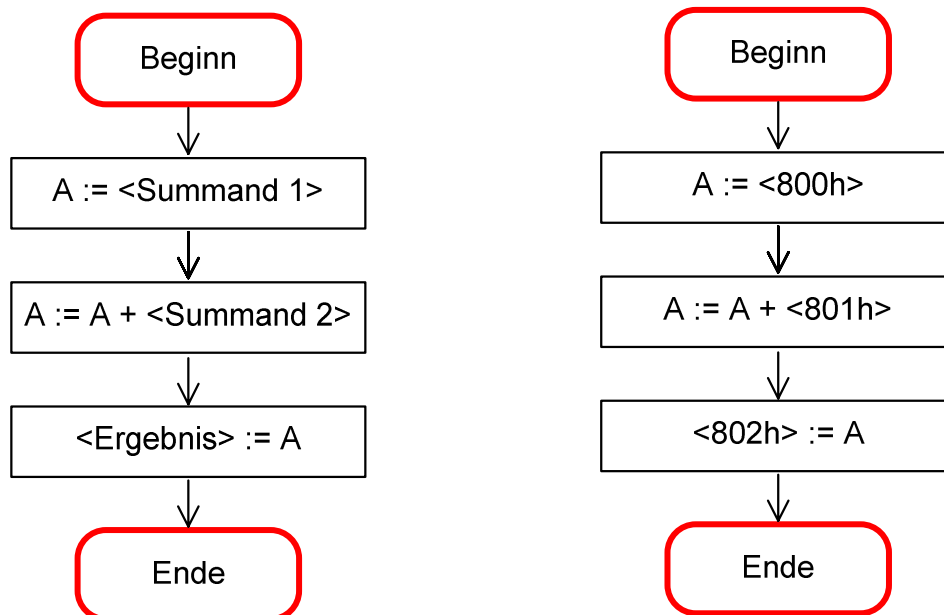 Beginn
A := <Summand 1>
A := A + <Summand 2>
<Ergebnis> := A
Ende
Beginn
A := <800h>
A := A + <801h>
<802h> := A
Ende